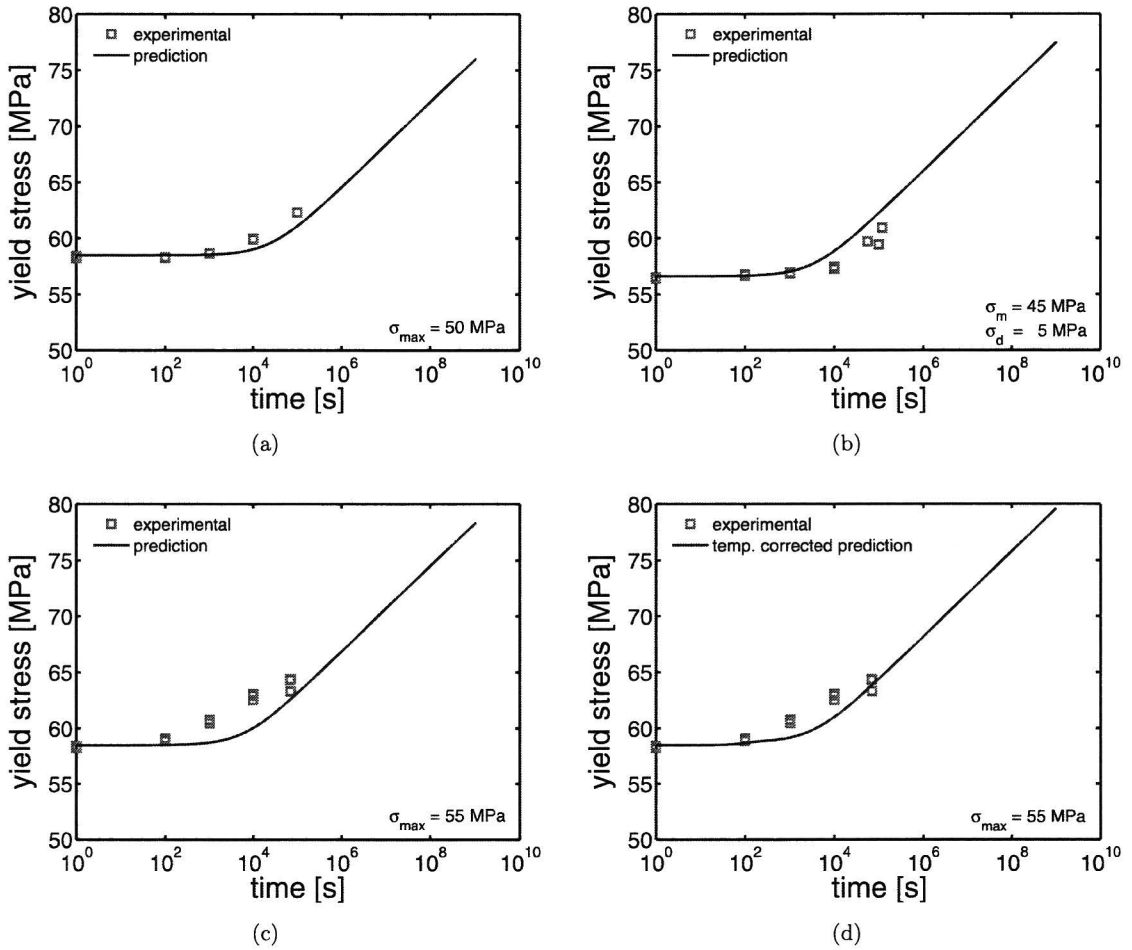 80
75
70
65
60
55
50
yield stress [MPa]
experimental
prediction
σmax = 50 MPa
10^0 10^2 10^4 10^6 10^8 10^10
time [s]
(a)
80
75
70
65
60
55
50
yield stress [MPa]
experimental
prediction
σm = 45 MPa
σd = 5 MPa
10^0 10^2 10^4 10^6 10^8 10^10
time [s]
(b)
80
75
70
65
60
55
50
yield stress [MPa]
experimental
prediction
σmax = 55 MPa
10^0 10^2 10^4 10^6 10^8 10^10
time [s]
(c)
80
75
70
65
60
55
50
yield stress [MPa]
experimental
temp. corrected prediction
σmax = 55 MPa
10^0 10^2 10^4 10^6 10^8 10^10
time [s]
(d)